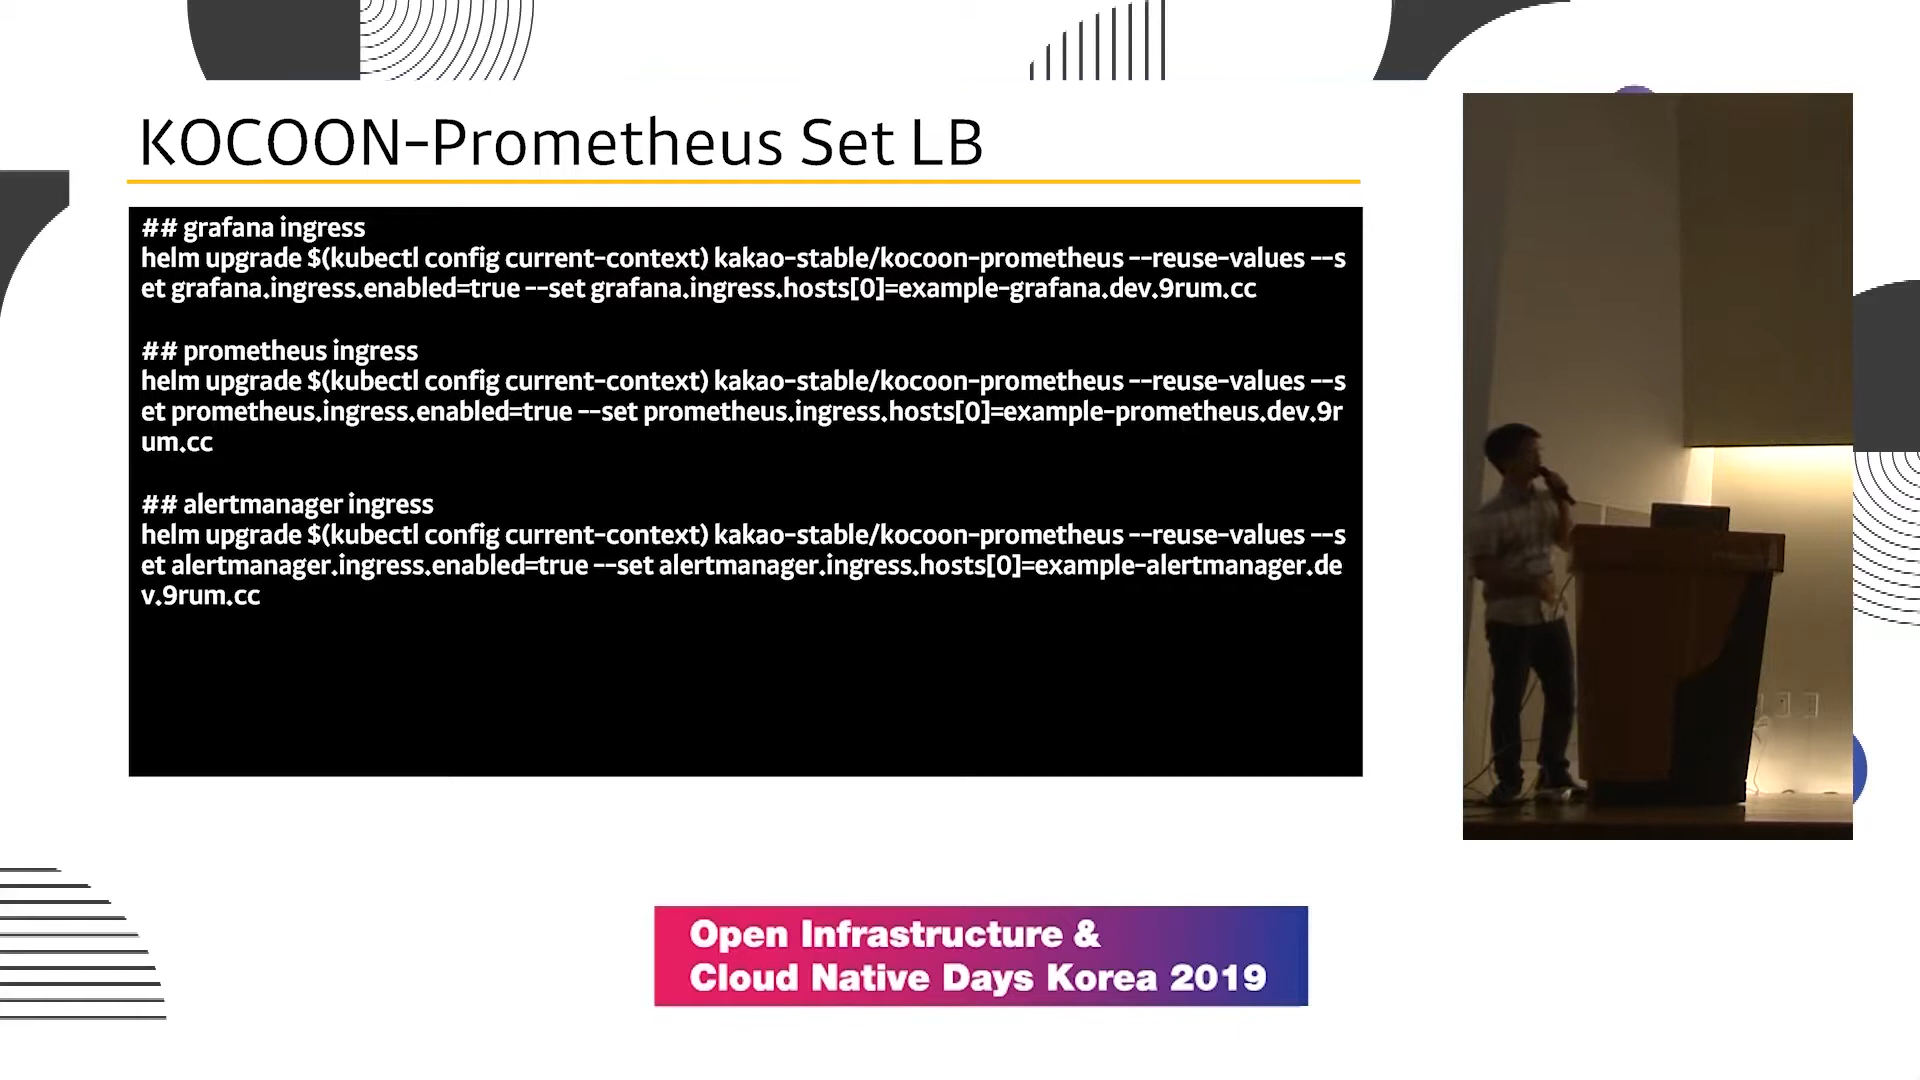 KOCOON-Prometheus Set LB
## grafana ingress
helm upgrade $(kubectl config current-context) kakao-stable/kocoon-prometheus --reuse-values --s
et grafana.ingress.enabled=true --set grafana.ingress.hosts[0]=example-grafana.dev.9rum.cc
## prometheus ingress
helm upgrade $(kubectl config current-context) kakao-stable/kocoon-prometheus --reuse-values --s
et prometheus.ingress.enabled=true --set prometheus.ingress.hosts[0]=example-prometheus.dev.9r
um.cc
## alertmanager ingress
helm upgrade $(kubectl config current-context) kakao-stable/kocoon-prometheus --reuse-values --s
et alertmanager.ingress.enabled=true --set alertmanager.ingress.hosts[0]=example-alertmanager.de
v.9rum.cc
Open Infrastructure &
Cloud Native Days Korea 2019